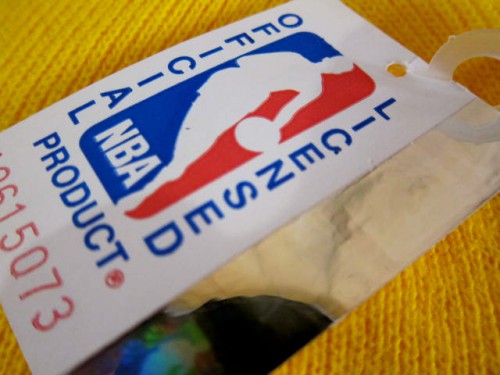 OFFICIAL
LICENSED
NBA
PRODUCT®
0615073